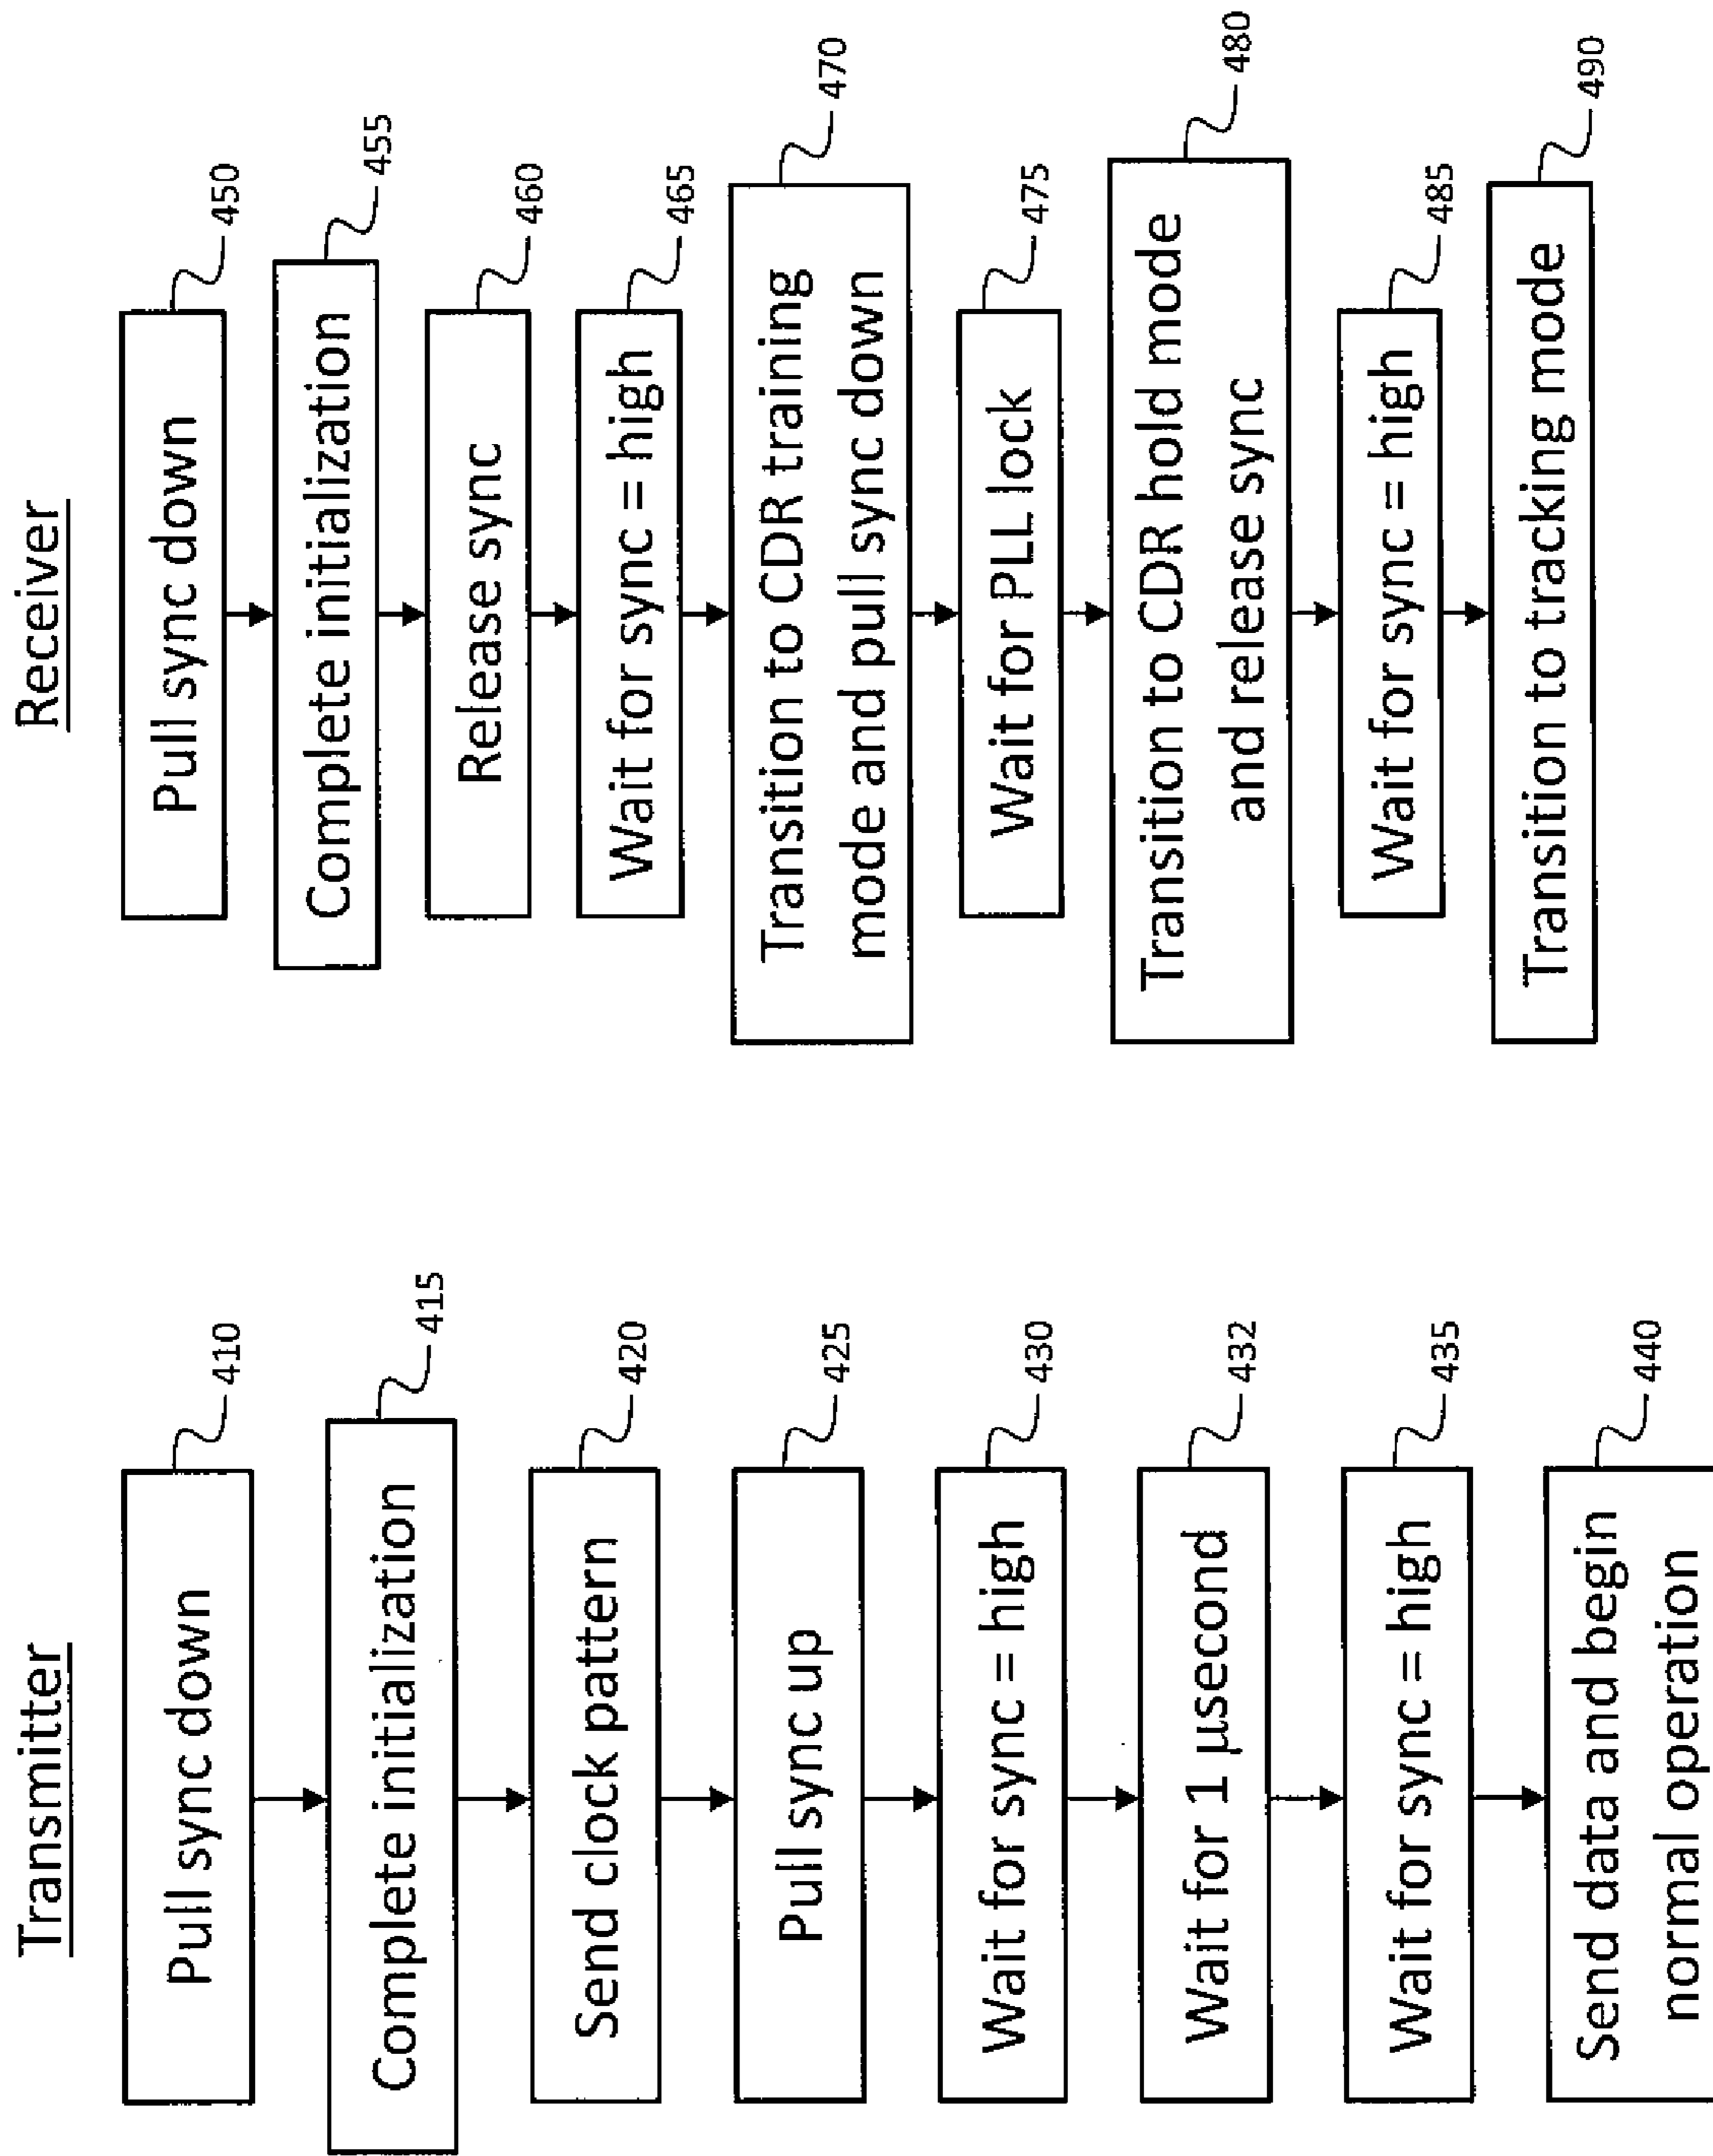 Transmitter
Pull sync down
410
Complete initialization
415
Send clock pattern
420
Pull sync up
425
Wait for sync = high
430
Wait for 1 μsecond
432
Wait for sync = high
435
Send data and begin
normal operation
440
Receiver
Pull sync down
450
Complete initialization
455
Release sync
460
Wait for sync = high
465
Transition to CDR training
mode and pull sync down
470
Wait for PLL lock
475
Transition to CDR hold mode
and release sync
480
Wait for sync = high
485
Transition to tracking mode
490